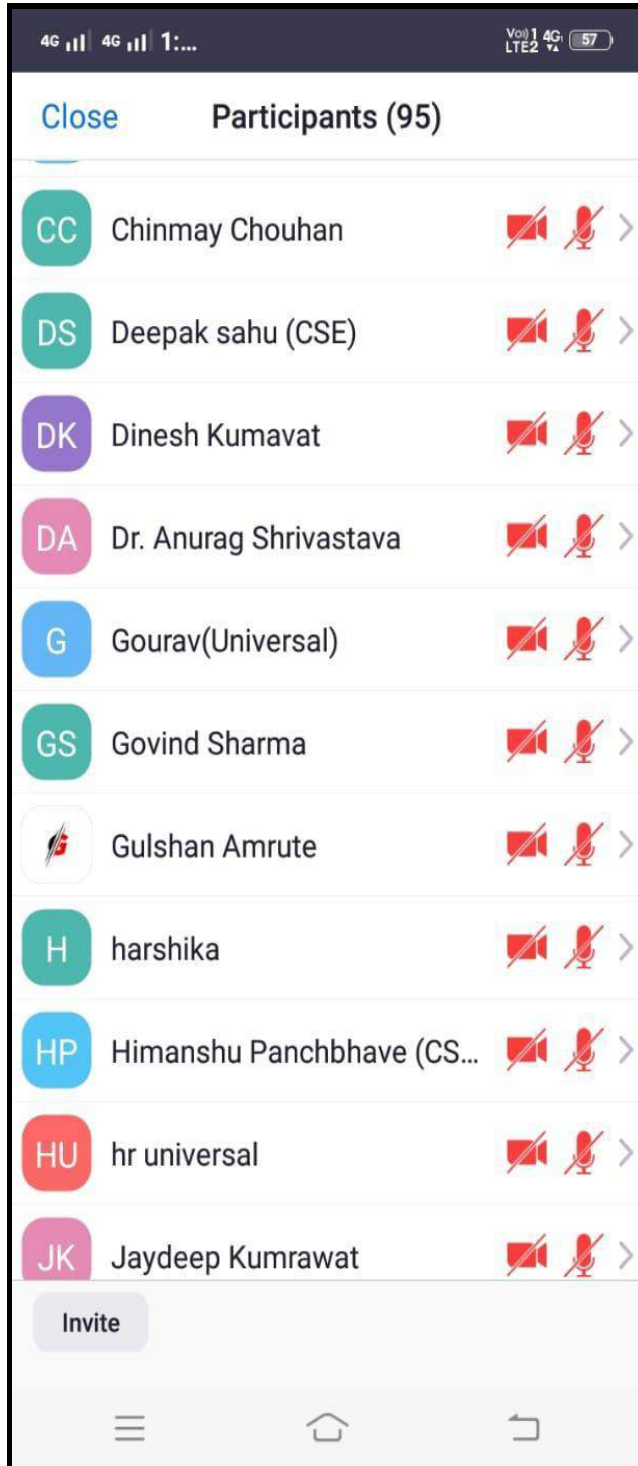 4G 4G 1:... Vo)) 1 4G LTE2 57
Close Participants (95)
CC Chinmay Chouhan
DS Deepak sahu (CSE)
DK Dinesh Kumavat
DA Dr. Anurag Shrivastava
G Gourav(Universal)
GS Govind Sharma
G Gulshan Amrute
H harshika
HP Himanshu Panchbhave (CS...
HU hr universal
JK Jaydeep Kumrawat
Invite